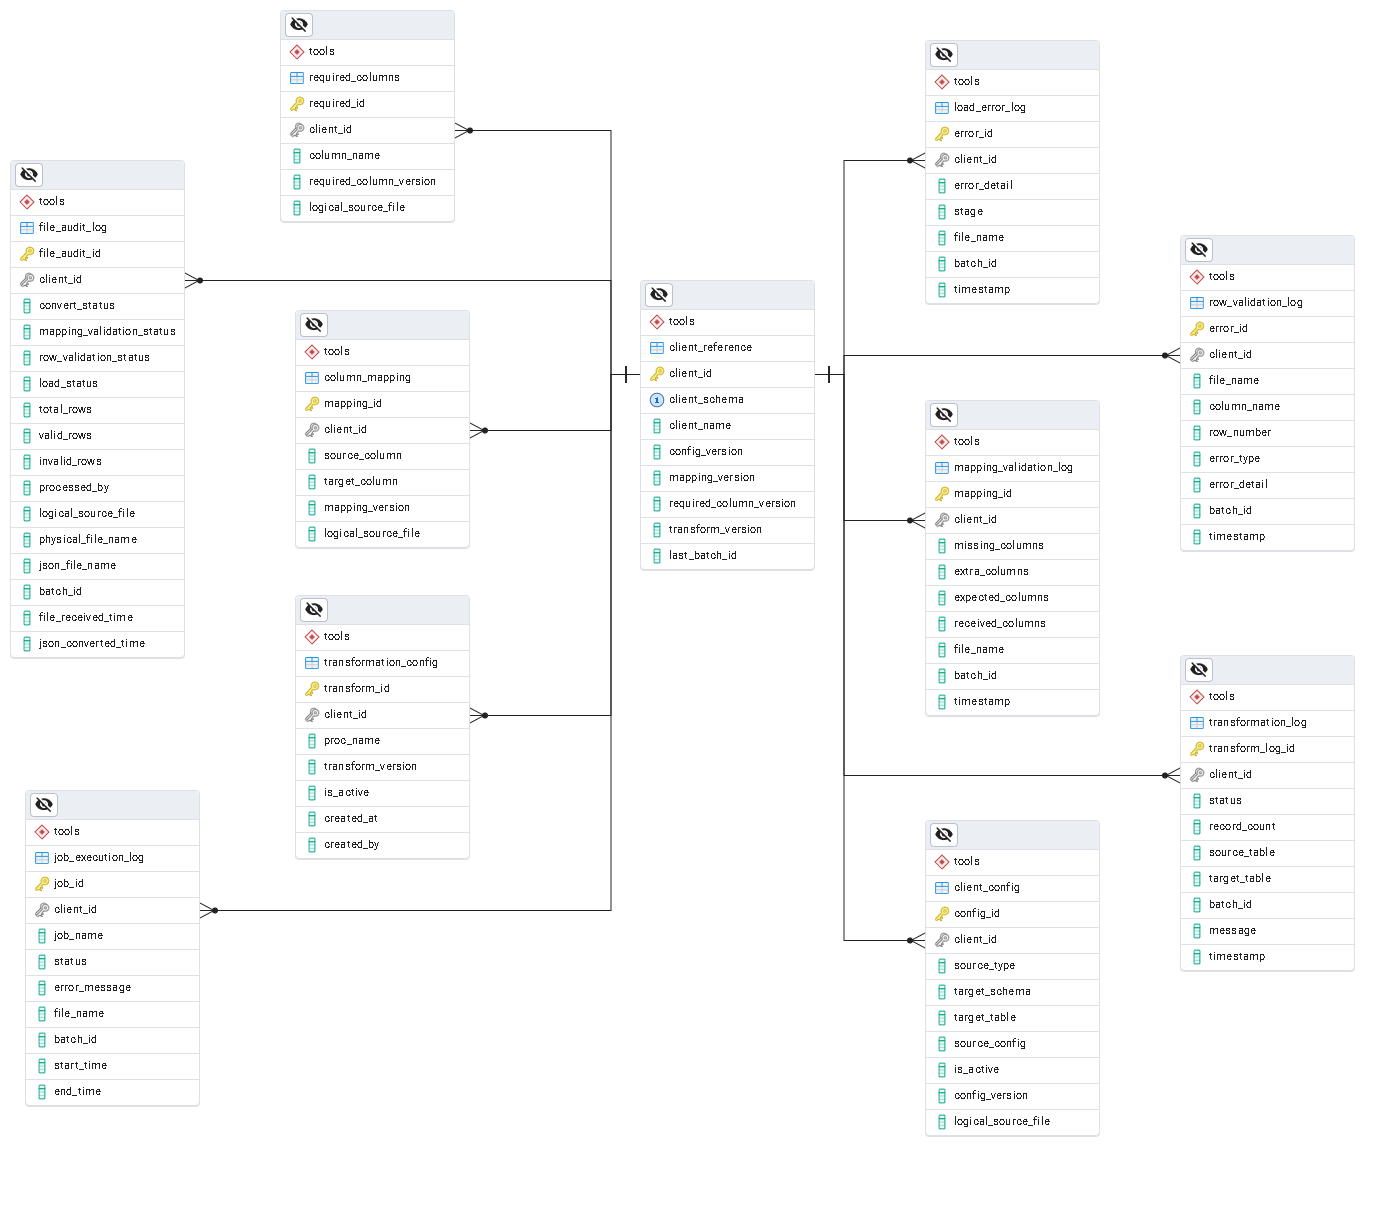 tools
required_columns
required_id
client_id
column_name
required_column_version
logical_source_file
tools
file_audit_log
file_audit_id
client_id
convert_status
mapping_validation_status
row_validation_status
load_status
total_rows
valid_rows
invalid_rows
processed_by
logical_source_file
physical_file_name
json_file_name
batch_id
file_received_time
json_converted_time
tools
column_mapping
mapping_id
client_id
source_column
target_column
mapping_version
logical_source_file
tools
transformation_config
transform_id
client_id
proc_name
transform_version
is_active
created_at
created_by
tools
job_execution_log
job_id
client_id
job_name
status
error_message
file_name
batch_id
start_time
end_time
tools
client_reference
client_id
client_schema
client_name
config_version
mapping_version
required_column_version
transform_version
last_batch_id
tools
load_error_log
error_id
client_id
error_detail
stage
file_name
batch_id
timestamp
tools
row_validation_log
error_id
client_id
file_name
column_name
row_number
error_type
error_detail
batch_id
timestamp
tools
mapping_validation_log
mapping_id
client_id
missing_columns
extra_columns
expected_columns
received_columns
file_name
batch_id
timestamp
tools
transformation_log
transform_log_id
client_id
status
record_count
source_table
target_table
batch_id
message
timestamp
tools
client_config
config_id
client_id
source_type
target_schema
target_table
source_config
is_active
config_version
logical_source_file